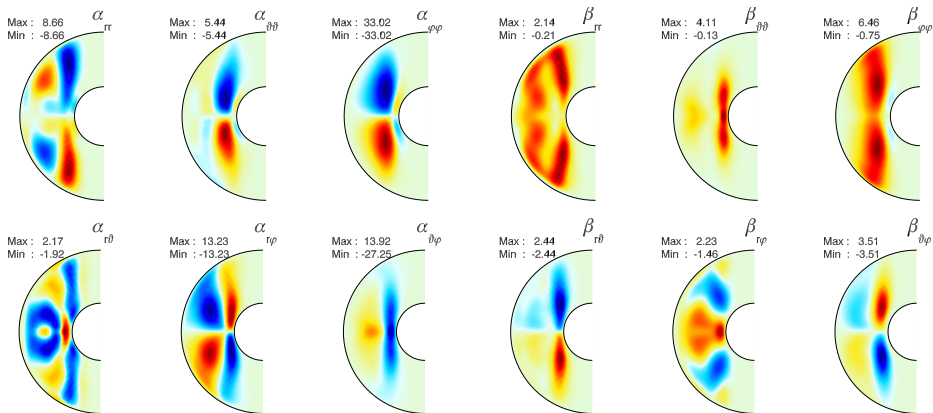 α rr
Max : 8.66
Min : -8.66
α ϑϑ
Max : 5.44
Min : -5.44
α φφ
Max : 33.02
Min : -33.02
β rr
Max : 2.14
Min : -0.21
β ϑϑ
Max : 4.11
Min : -0.13
β φφ
Max : 6.46
Min : -0.75
α rϑ
Max : 2.17
Min : -1.92
α rφ
Max : 13.23
Min : -13.23
α ϑφ
Max : 13.92
Min : -27.25
β rϑ
Max : 2.44
Min : -2.44
β rφ
Max : 2.23
Min : -1.46
β ϑφ
Max : 3.51
Min : -3.51